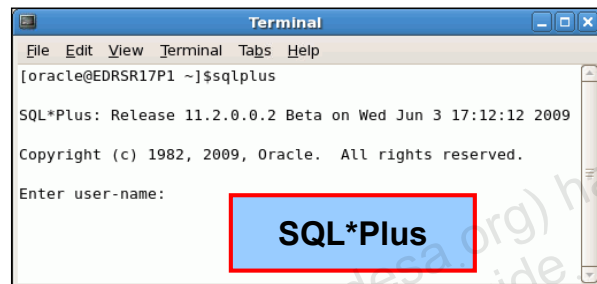 Terminal
File Edit View Terminal Tabs Help
[oracle@EDRSR17P1 ~]$sqlplus
SQL*Plus: Release 11.2.0.0.2 Beta on Wed Jun 3 17:12:12 2009
Copyright (c) 1982, 2009, Oracle. All rights reserved.
Enter user-name:
SQL*Plus